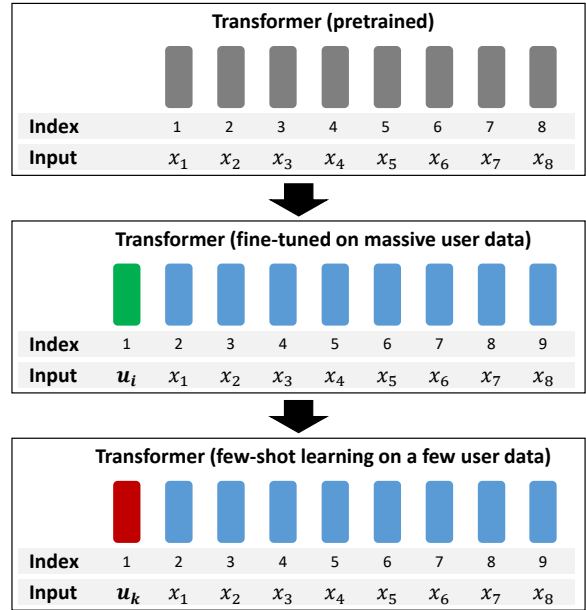 Transformer (pretrained)
Index 1 2 3 4 5 6 7 8
Input x₁ x₂ x₃ x₄ x₅ x₆ x₇ x₈
Transformer (fine-tuned on massive user data)
Index 1 2 3 4 5 6 7 8 9
Input uᵢ x₁ x₂ x₃ x₄ x₅ x₆ x₇ x₈
Transformer (few-shot learning on a few user data)
Index 1 2 3 4 5 6 7 8 9
Input uₖ x₁ x₂ x₃ x₄ x₅ x₆ x₇ x₈